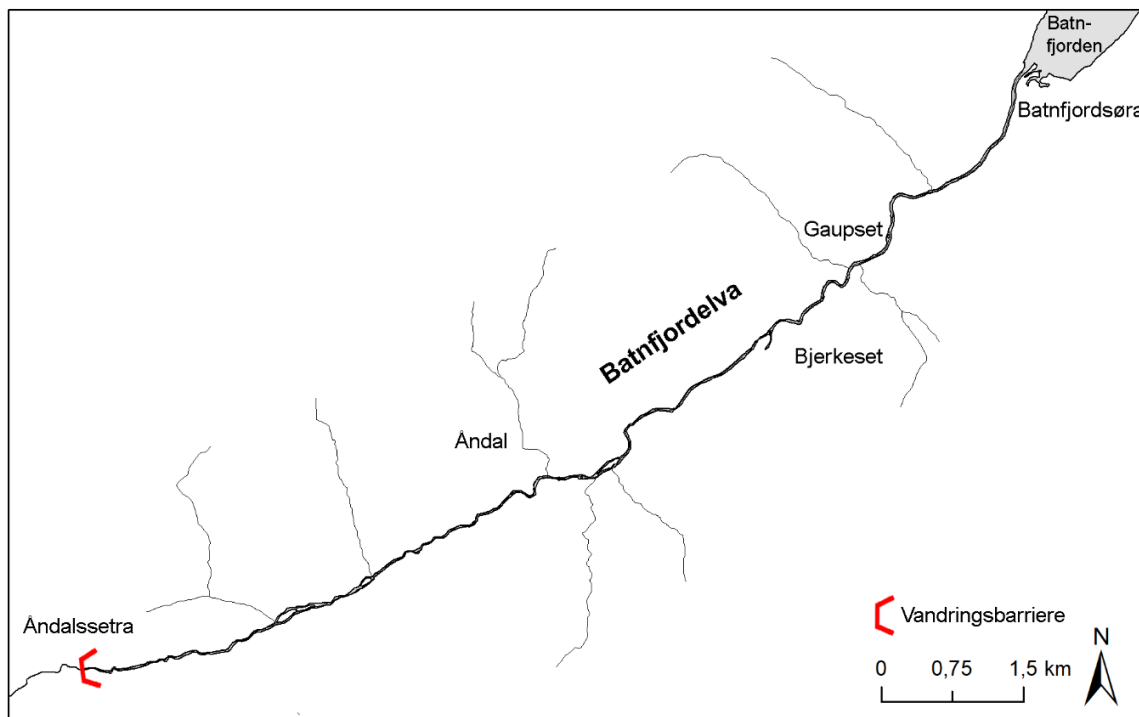 Batn-
fjorden
Batnfjordsøra
Gaupset
Batnfjordelva
Bjerkeset
Åndal
Åndalssetra
Vandringsbarriere
N
0 0,75 1,5 km